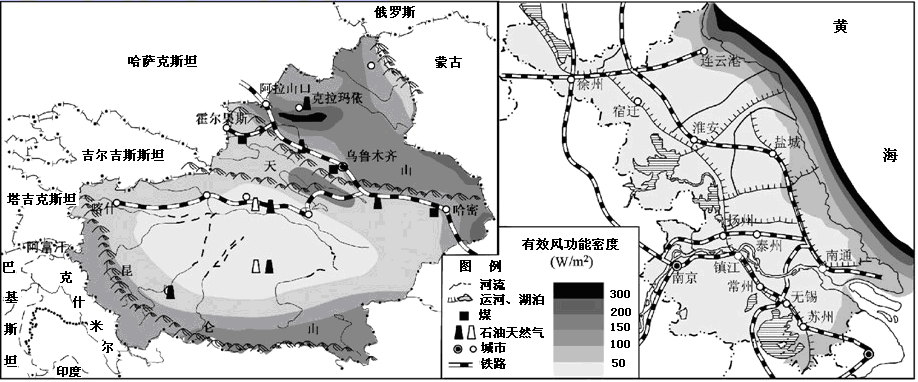 俄罗斯
哈萨克斯坦
蒙古
阿拉山口
克拉玛依
霍尔果斯
乌鲁木齐
吉尔吉斯斯坦
天
山
塔吉克斯坦
喀什
哈密
阿富汗
巴基斯坦
克什米尔
昆
仑
山
印度
图 例
河流
运河、湖泊
煤
石油天然气
城市
铁路
有效风功能密度
(W/m²)
300
200
150
100
50
黄
海
连云港
徐州
宿迁
淮安
盐城
扬州
泰州
南京
镇江
南通
常州
无锡
苏州